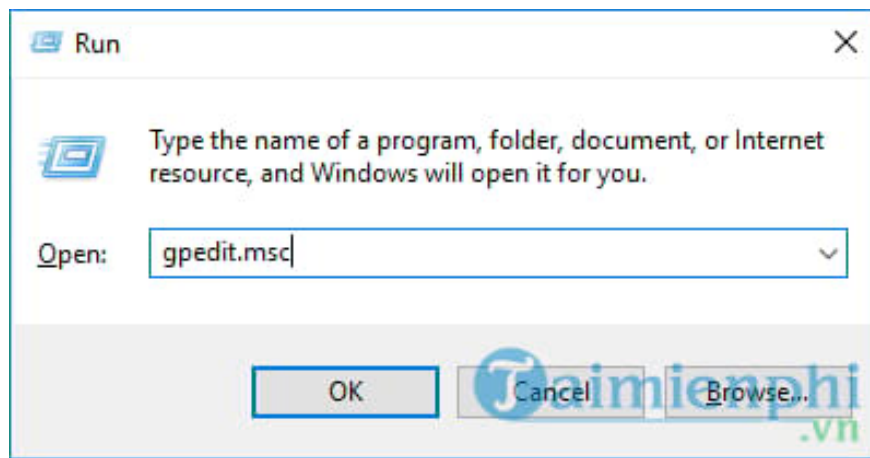 Run
Type the name of a program, folder, document, or Internet
resource, and Windows will open it for you.
Open: gpedit.msc
OK Cancel Browse...
Taimienphi
.vn